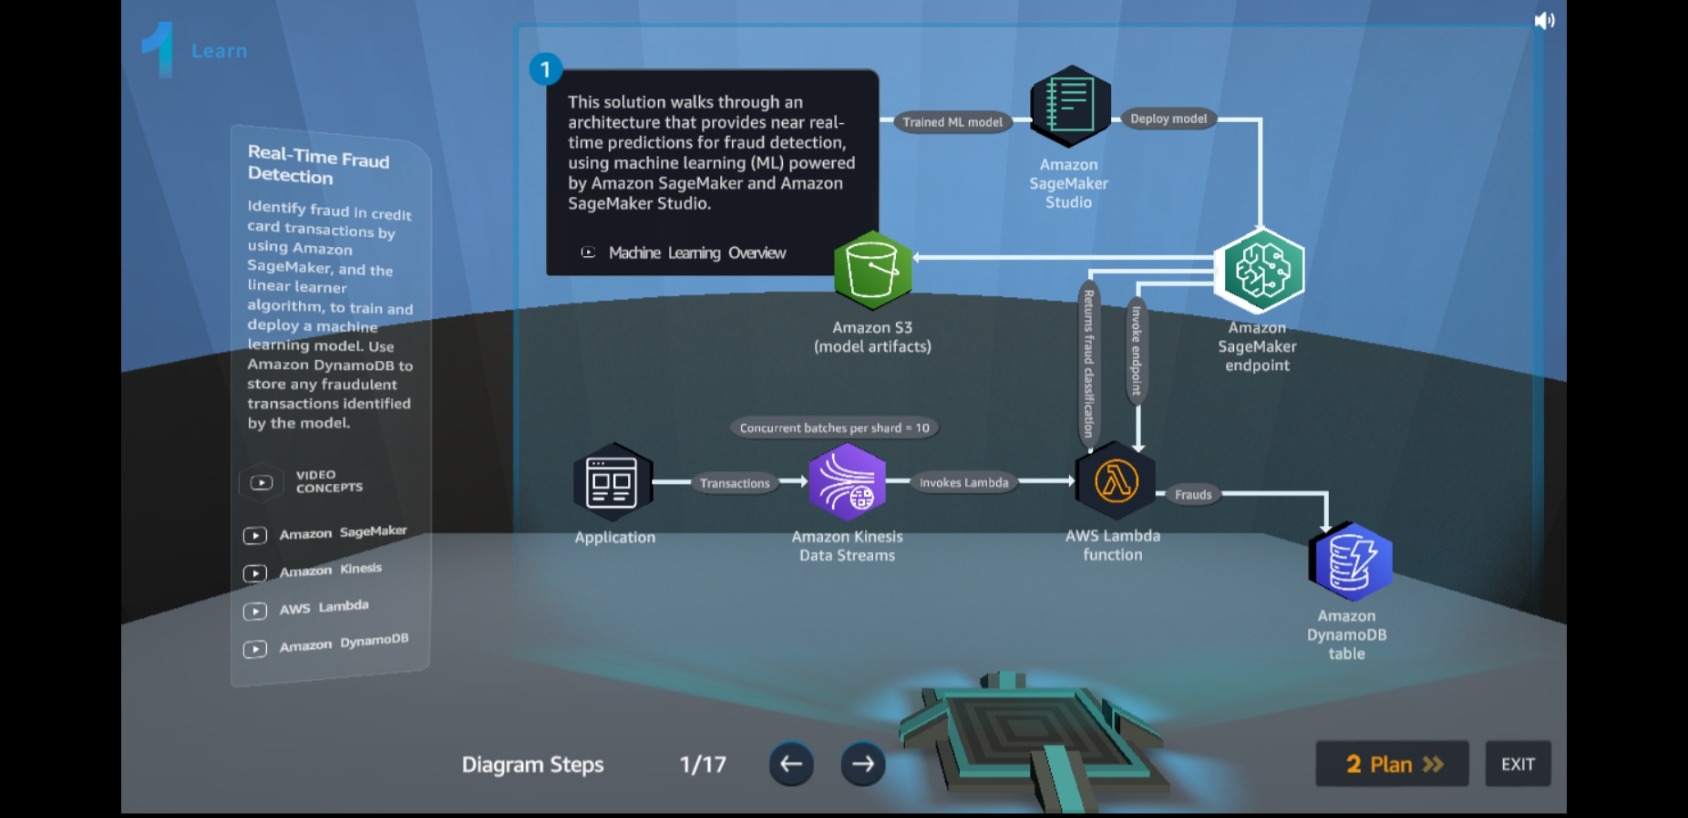 1 Learn
Real-Time Fraud
Detection
Identify fraud in credit
card transactions by
using Amazon
SageMaker, and the
linear learner
algorithm, to train and
deploy a machine
learning model. Use
Amazon DynamoDB to
store any fraudulent
transactions identified
by the model.
VIDEO
CONCEPTS
Amazon SageMaker
Amazon Kinesis
AWS Lambda
Amazon DynamoDB
1
This solution walks through an
architecture that provides near real-
time predictions for fraud detection,
using machine learning (ML) powered
by Amazon SageMaker and Amazon
SageMaker Studio.
Machine Learning Overview
Trained ML model
Amazon
SageMaker
Studio
Deploy model
Amazon S3
(model artifacts)
Amazon
SageMaker
endpoint
Returns fraud classification
Invoke endpoint
Concurrent batches per shard = 10
Application
Transactions
Amazon Kinesis
Data Streams
Invokes Lambda
AWS Lambda
function
Frauds
Amazon
DynamoDB
table
Diagram Steps 1/17
2 Plan
EXIT